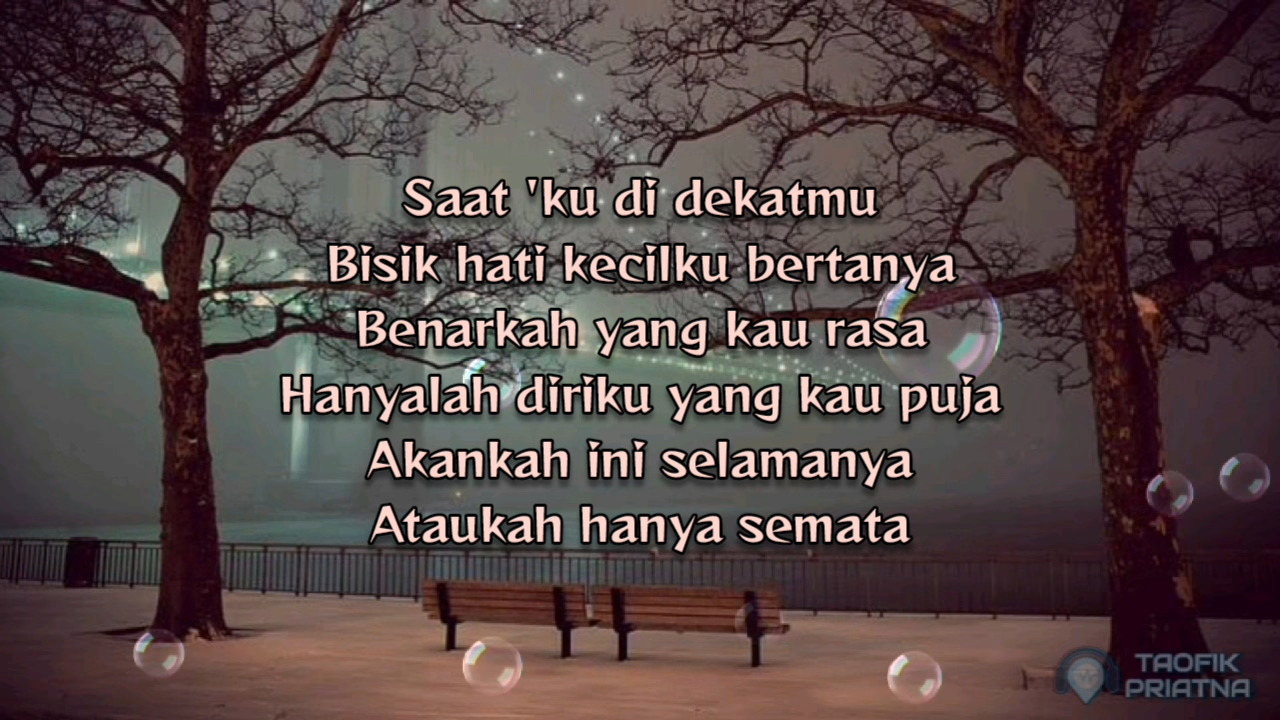 Saat 'ku di dekatmu
Bisik hati kecilku bertanya
Benarkah yang kau rasa
Hanyalah diriku yang kau puja
Akankah ini selamanya
Ataukah hanya semata
TAOFIK
PRIATNA